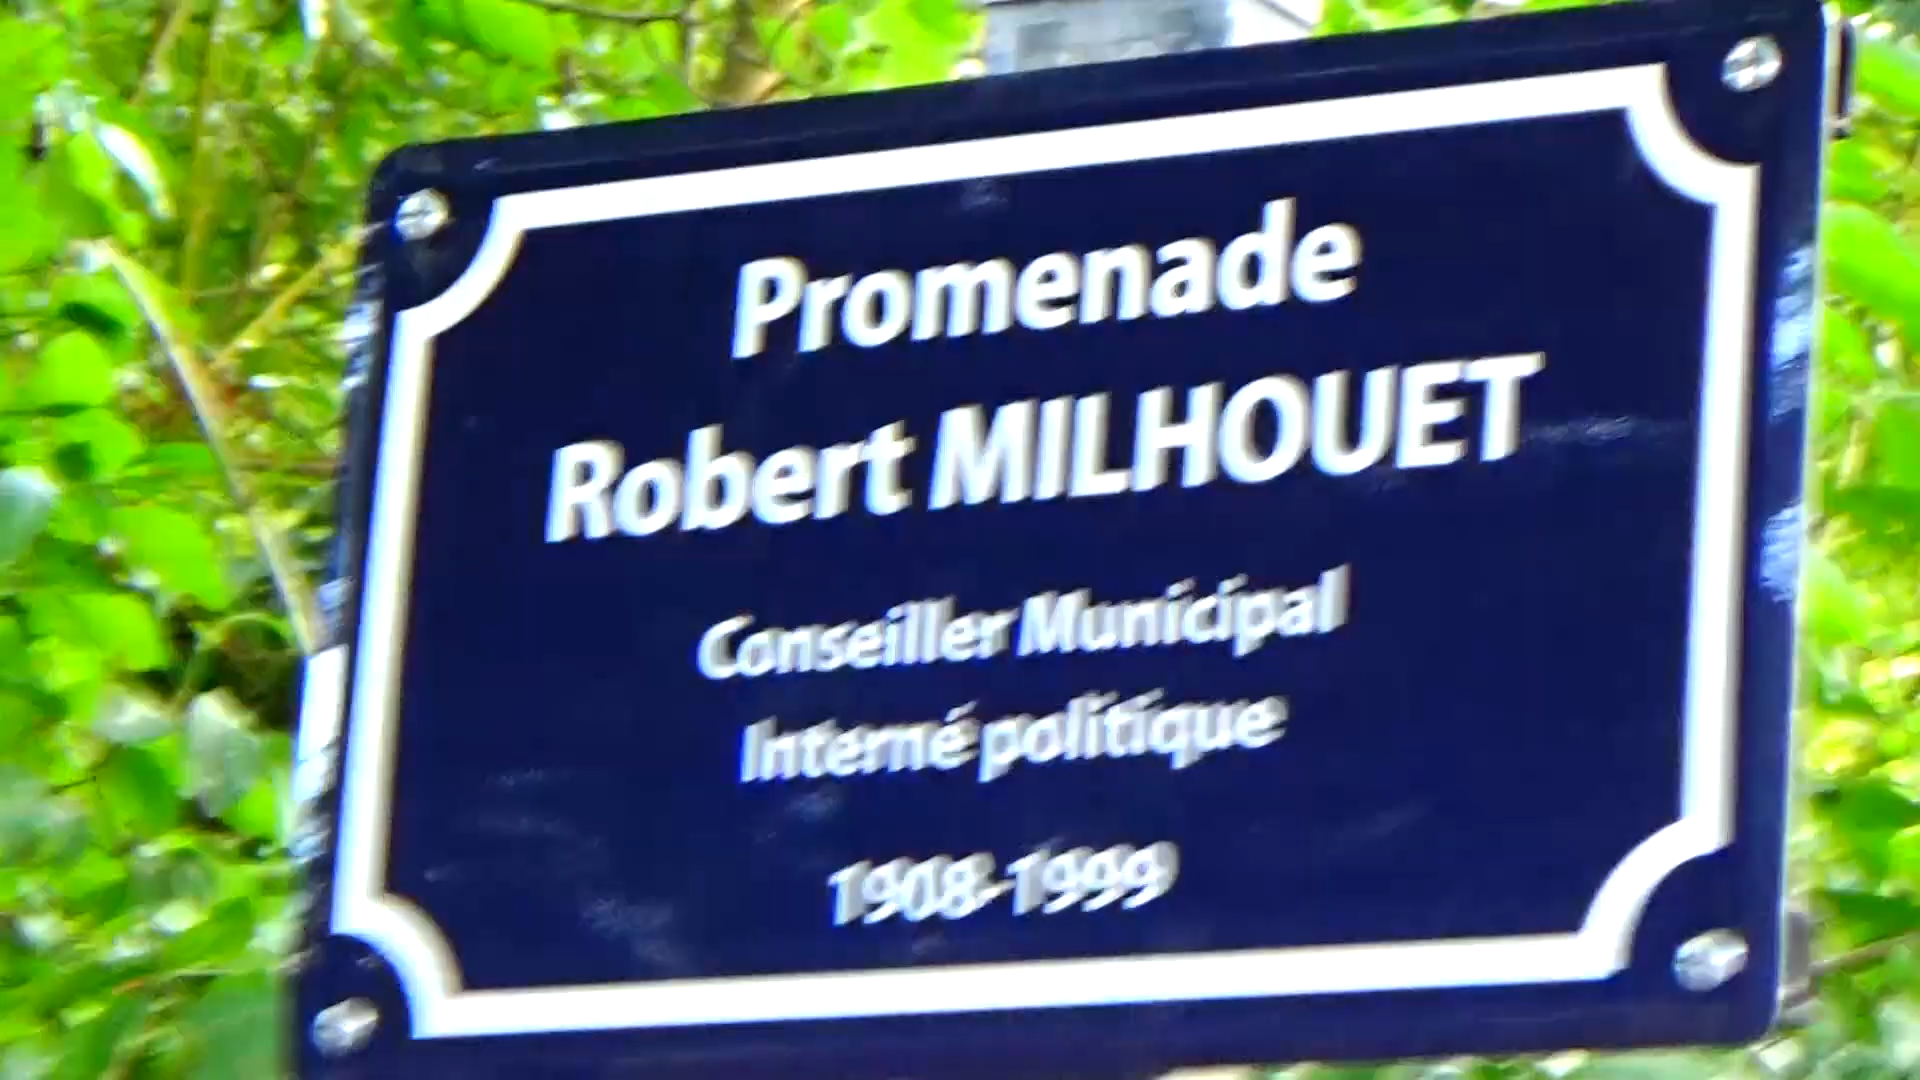 Promenade
Robert MILHOUET
Conseiller Municipal
Interné politique
1908-1999